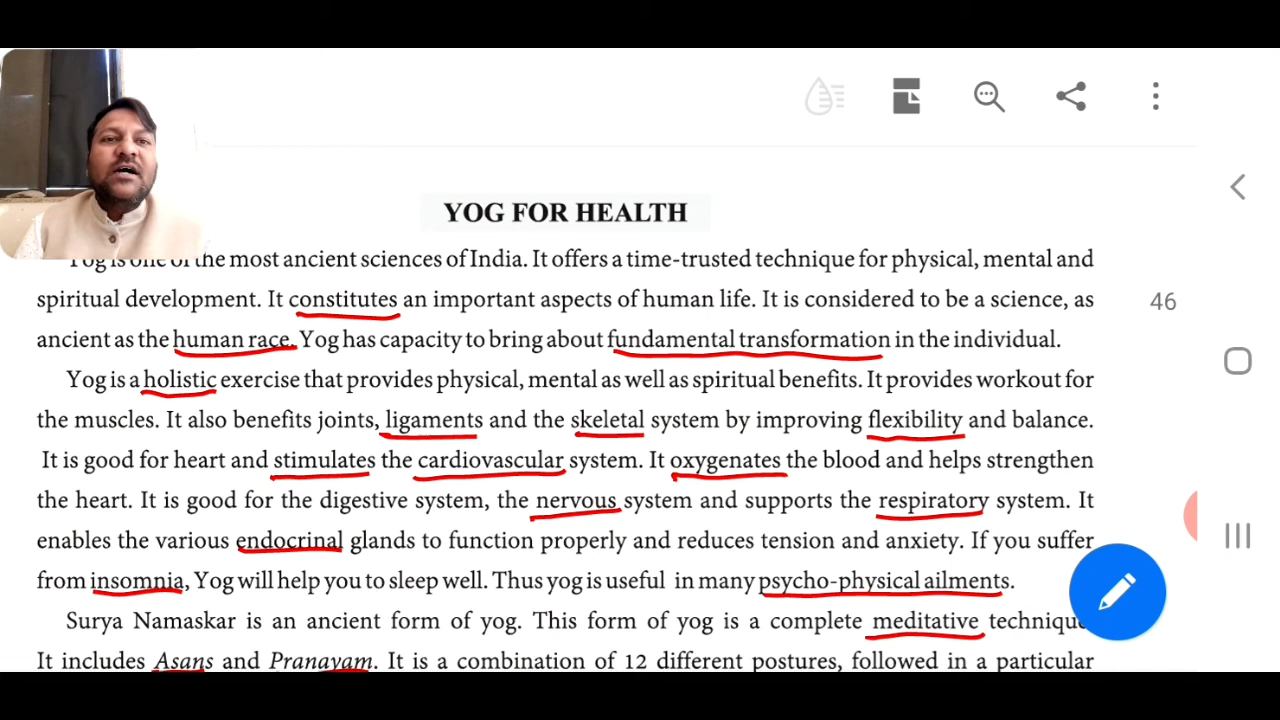 YOG FOR HEALTH
Yog is one of the most ancient sciences of India. It offers a time-trusted technique for physical, mental and
spiritual development. It constitutes an important aspects of human life. It is considered to be a science, as
46
ancient as the human race. Yog has capacity to bring about fundamental transformation in the individual.
Yog is a holistic exercise that provides physical, mental as well as spiritual benefits. It provides workout for
the muscles. It also benefits joints, ligaments and the skeletal system by improving flexibility and balance.
It is good for heart and stimulates the cardiovascular system. It oxygenates the blood and helps strengthen
the heart. It is good for the digestive system, the nervous system and supports the respiratory system. It
enables the various endocrinal glands to function properly and reduces tension and anxiety. If you suffer
from insomnia, Yog will help you to sleep well. Thus yog is useful in many psycho-physical ailments.
Surya Namaskar is an ancient form of yog. This form of yog is a complete meditative technique
It includes Asans and Pranayam. It is a combination of 12 different postures, followed in a particular